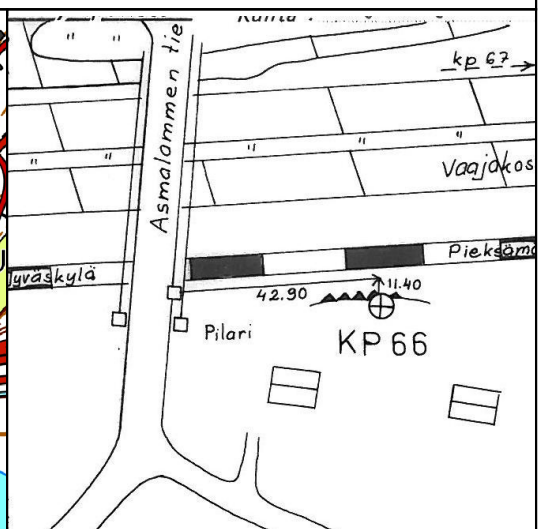 Asmalammen tie
kp 67
Vaajakos
Jyväskylä
Pieksämä
42.90
11.40
Pilari
KP 66